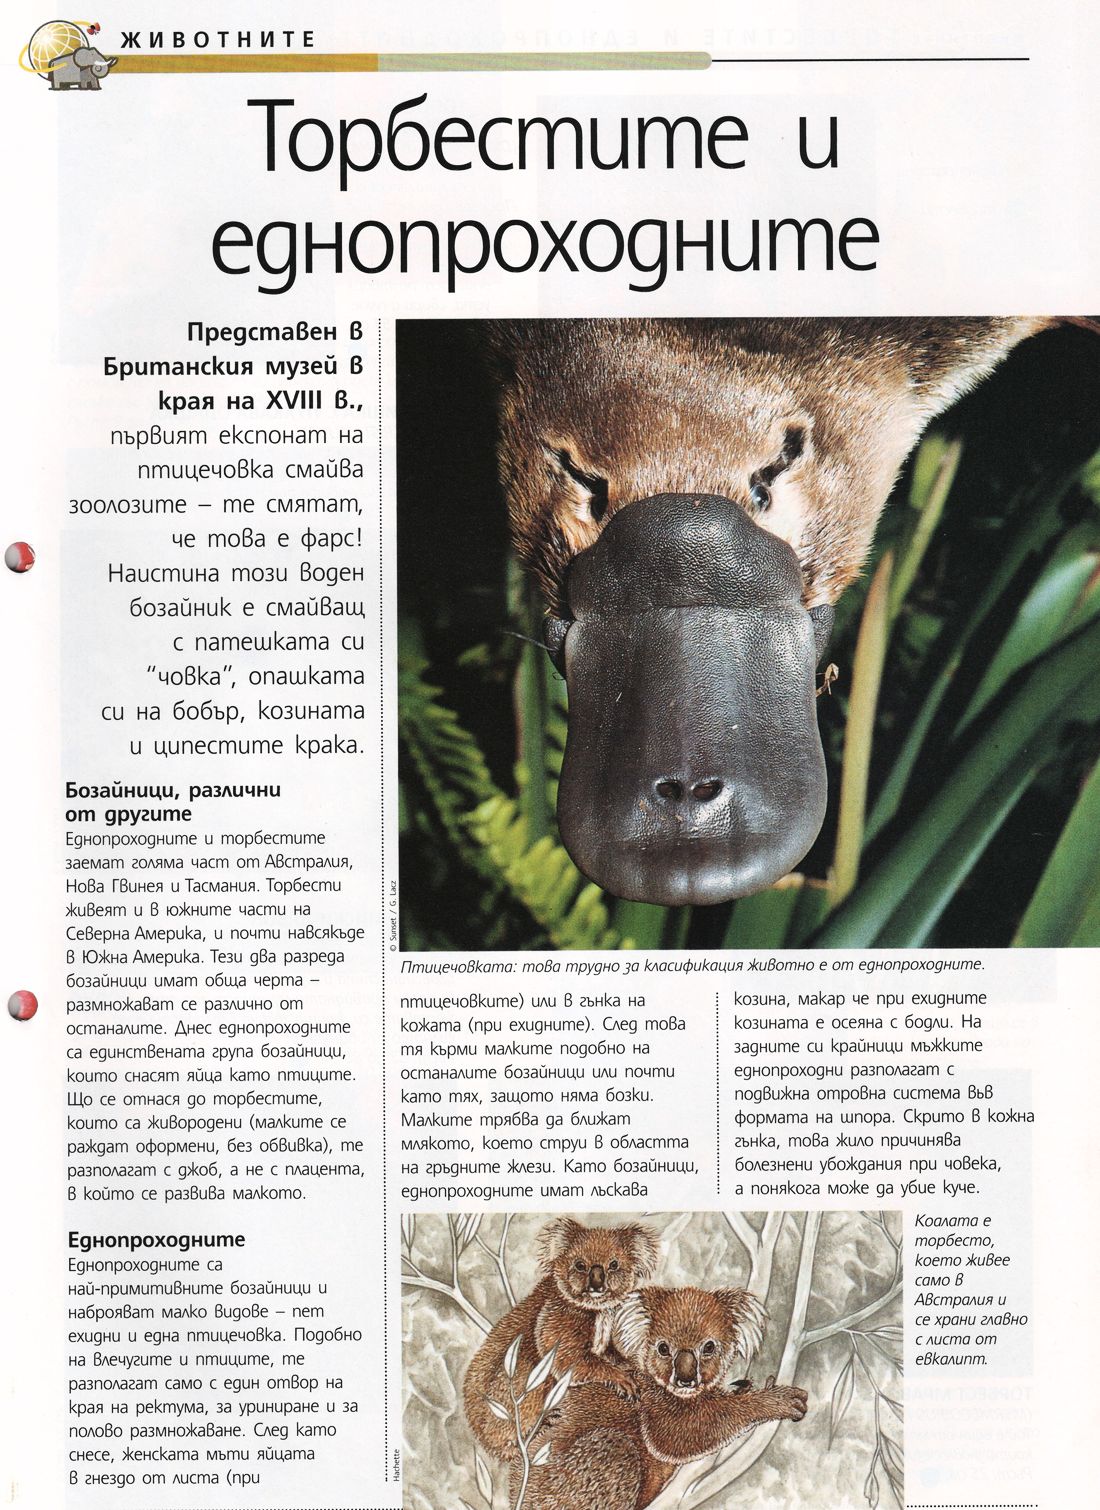 ЖИВОТНИТЕ
Торбестите и
еднопроходните
Представен в
Британския музей в
края на XVIII в.,
първият експонат на
птицечовка смайва
зоолозите – те смятат,
че това е фарс!
Наистина този воден
бозайник е смайващ
с патешката си
“човка”, опашката
си на бобър, козината
и ципестите крака.
Бозайници, различни
от другите
Еднопроходните и торбестите
заемат голяма част от Австралия,
Нова Гвинея и Тасмания. Торбести
живеят и в южните части на
Северна Америка, и почти навсякъде
в Южна Америка. Тези два разреда
бозайници имат обща черта –
размножават се различно от
останалите. Днес еднопроходните
са единствената група бозайници,
които снасят яйца като птиците.
Що се отнася до торбестите,
които са живородени (малките се
раждат оформени, без обвивка), те
разполагат с джоб, а не с плацента,
в който се развива малкото.
Еднопроходните
Еднопроходните са
най-примитивните бозайници и
наброяват малко видове – пет
ехидни и една птицечовка. Подобно
на влечугите и птиците, те
разполагат само с един отвор на
края на ректума, за уриниране и за
полово размножаване. След като
снесе, женската мъти яйцата
в гнездо от листа (при
© Sunset / G. Lacz
Птицечовката: това трудно за класификация животно е от еднопроходните.
птицечовките) или в гънка на
кожата (при ехидните). След това
тя кърми малките подобно на
останалите бозайници или почти
като тях, защото няма бозки.
Малките трябва да ближат
млякото, което струи в областта
на гръдните жлези. Като бозайници,
еднопроходните имат лъскава
козина, макар че при ехидните
козината е осеяна с бодли. На
задните си крайници мъжките
еднопроходни разполагат с
подвижна отровна система във
формата на шпора. Скрито в кожна
гънка, това жило причинява
болезнени убождания при човека,
а понякога може да убие куче.
Hachette
Коалата е
торбесто,
което живее
само в
Австралия и
се храни главно
с листа от
евкалипт.